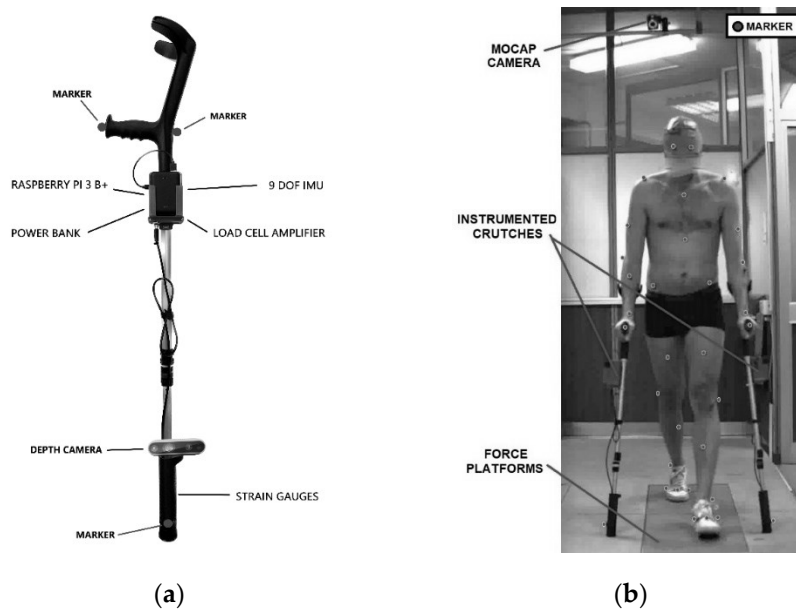 MARKER
MARKER
RASPBERRY PI 3 B+
9 DOF IMU
POWER BANK
LOAD CELL AMPLIFIER
DEPTH CAMERA
STRAIN GAUGES
MARKER
(a)
MARKER
MOCAP
CAMERA
INSTRUMENTED
CRUTCHES
FORCE
PLATFORMS
(b)